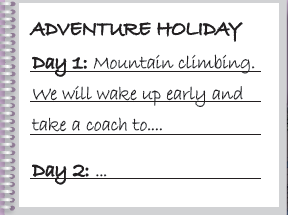 ADVENTURE HOLIDAY
Day 1: Mountain climbing.
We will wake up early and
take a coach to....
Day 2: ...